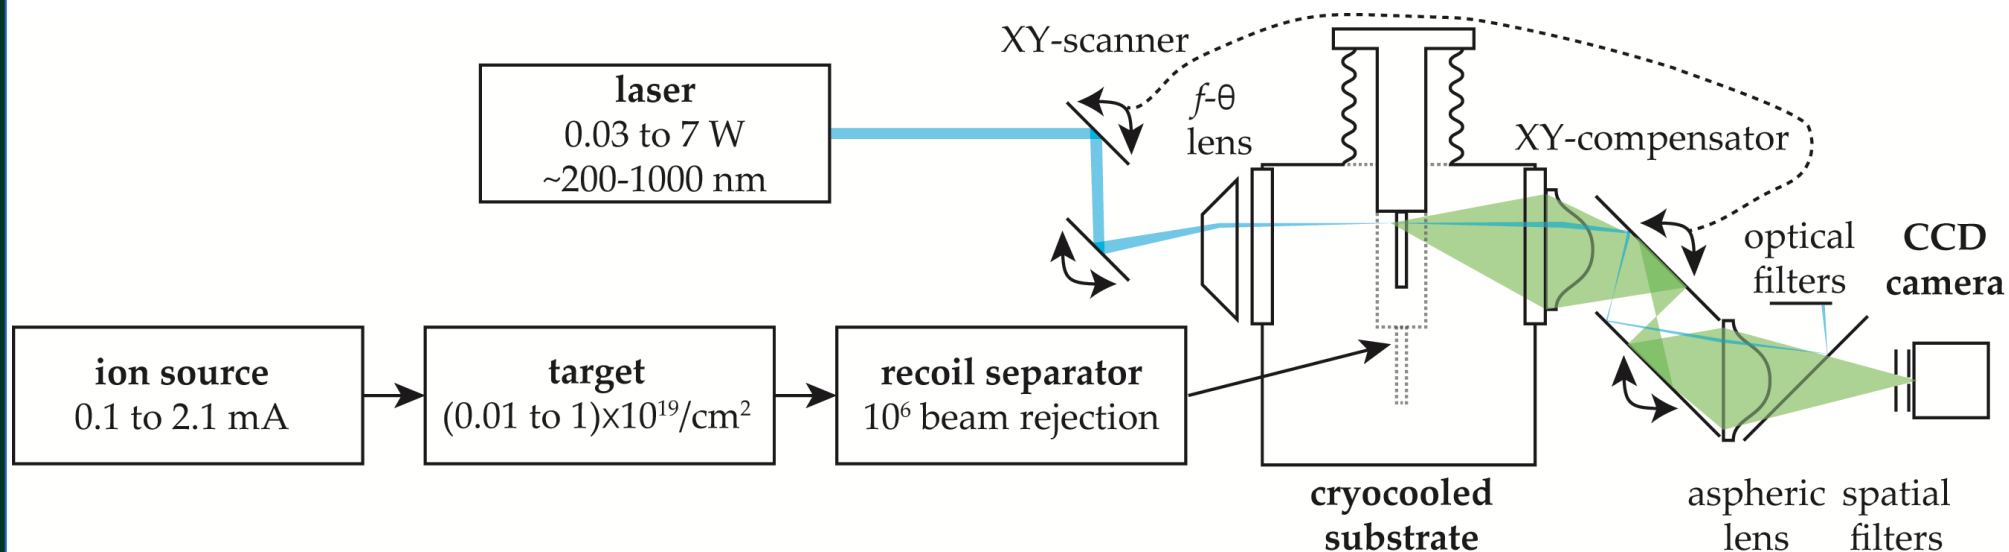 XY-scanner
laser
0.03 to 7 W
~200-1000 nm
f-θ
lens
XY-compensator
optical
filters
CCD
camera
ion source
0.1 to 2.1 mA
target
(0.01 to 1)x10¹⁹/cm²
recoil separator
10⁶ beam rejection
cryocooled
substrate
aspheric
lens
spatial
filters